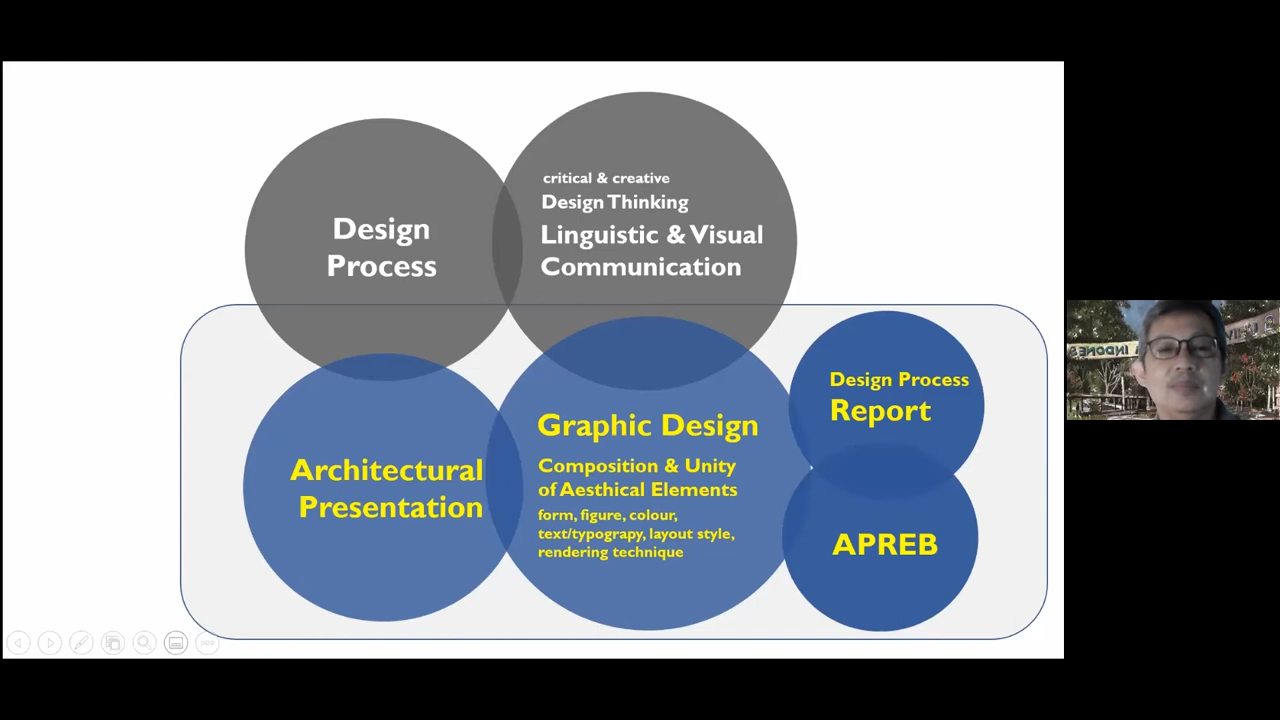 Design
Process
critical & creative
Design Thinking
Linguistic & Visual
Communication
Architectural
Presentation
Graphic Design
Composition & Unity
of Aesthical Elements
form, figure, colour,
text/typograpy, layout style,
rendering technique
Design Process
Report
APREB